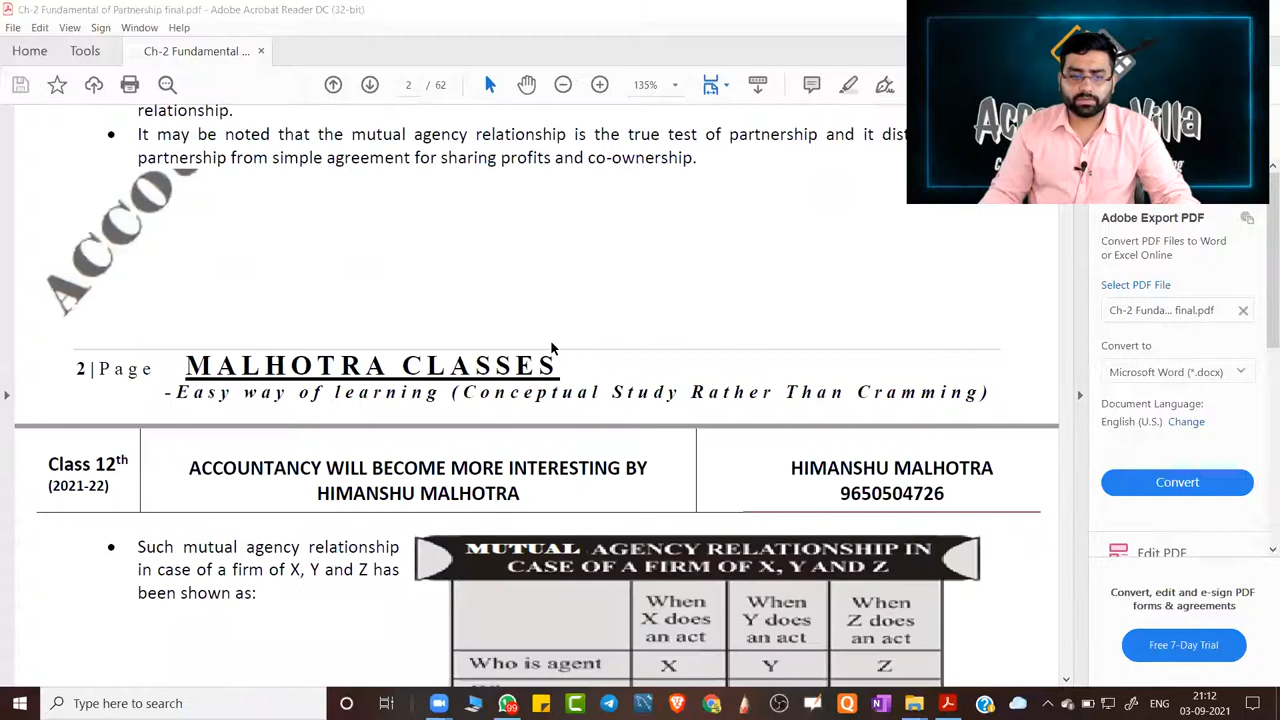 Ch-2 Fundamental of Partnership final.pdf - Adobe Acrobat Reader DC (32-bit)
File Edit View Sign Window Help
Home Tools Ch-2 Fundamental ... ×
2 / 62 135%
relationship.
It may be noted that the mutual agency relationship is the true test of partnership and it dist
partnership from simple agreement for sharing profits and co-ownership.
2 | Page MALHOTRA CLASSES
-Easy way of learning (Conceptual Study Rather Than Cramming)
Class 12th
(2021-22)
ACCOUNTANCY WILL BECOME MORE INTERESTING BY
HIMANSHU MALHOTRA
HIMANSHU MALHOTRA
9650504726
Such mutual agency relationship
in case of a firm of X, Y and Z has
been shown as:
MUTUAL AGENCY RELATIONSHIP IN
CASE OF A FIRM OF X, Y AND Z
When
X does
an act
When
Y does
an act
When
Z does
an act
Who is agent X Y Z
Adobe Export PDF
Convert PDF Files to Word
or Excel Online
Select PDF File
Ch-2 Funda... final.pdf
Convert to
Microsoft Word (*.docx)
Document Language:
English (U.S.) Change
Convert
Edit PDF
Convert, edit and e-sign PDF
forms & agreements
Free 7-Day Trial
Type here to search
99
ENG
21:12
03-09-2021